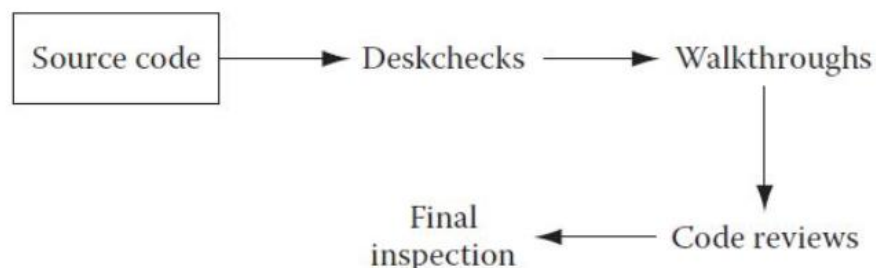 Source code
Deskchecks
Walkthroughs
Code reviews
Final
inspection